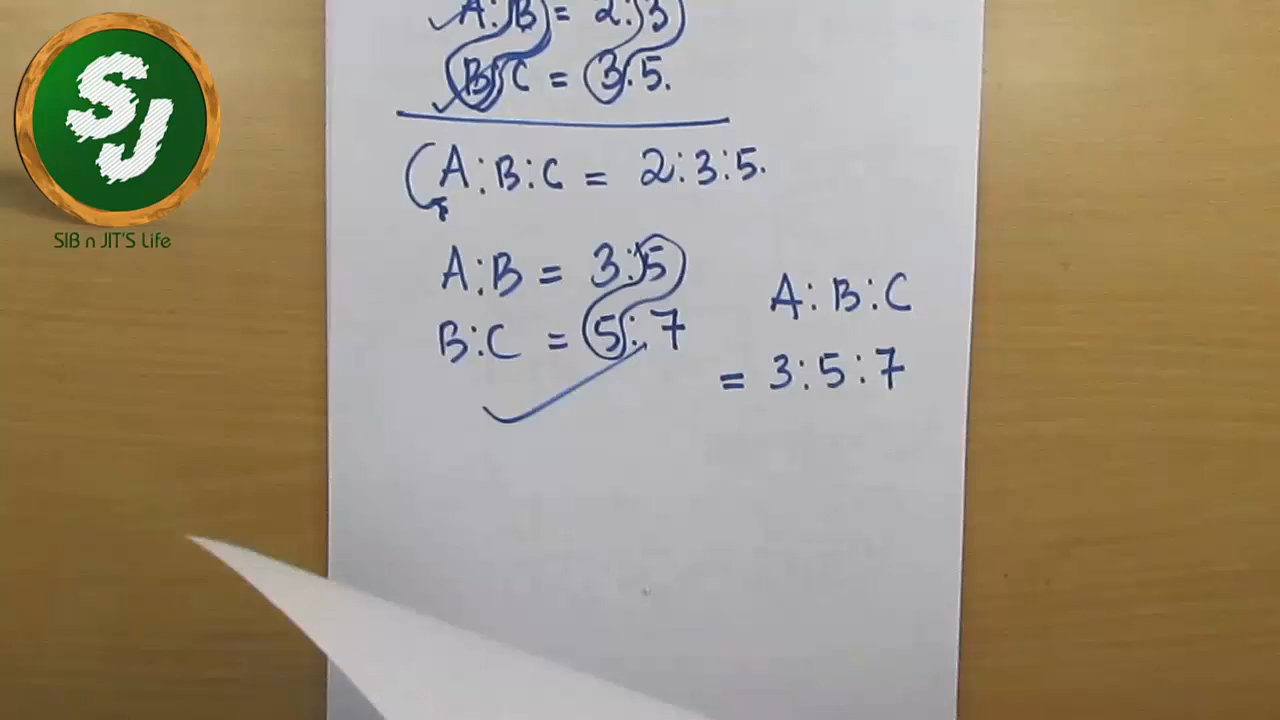 SJ
SIB n JIT'S Life
A:B = 2:3
B:C = 3:5.
A:B:C = 2:3:5.
A:B = 3:5
B:C = 5:7
A:B:C
= 3:5:7